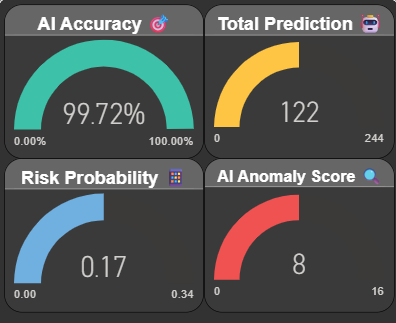 AI Accuracy
99.72%
0.00% 100.00%
Total Prediction
122
0 244
Risk Probability
0.17
0.00 0.34
AI Anomaly Score
8
0 16